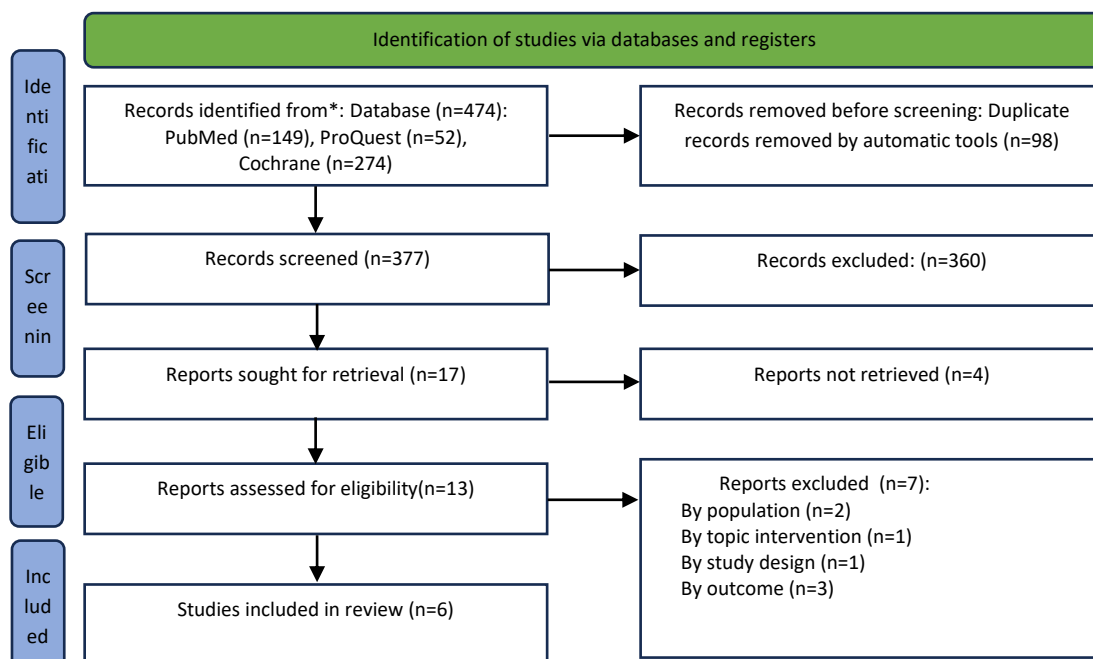 Identification of studies via databases and registers
Ide
nti
fic
ati
Records identified from*: Database (n=474):
PubMed (n=149), ProQuest (n=52),
Cochrane (n=274)
Records removed before screening: Duplicate
records removed by automatic tools (n=98)
Scr
ee
nin
Records screened (n=377)
Records excluded: (n=360)
Reports sought for retrieval (n=17)
Reports not retrieved (n=4)
Eli
gib
le
Reports assessed for eligibility(n=13)
Reports excluded (n=7):
By population (n=2)
By topic intervention (n=1)
By study design (n=1)
By outcome (n=3)
Inc
lud
ed
Studies included in review (n=6)